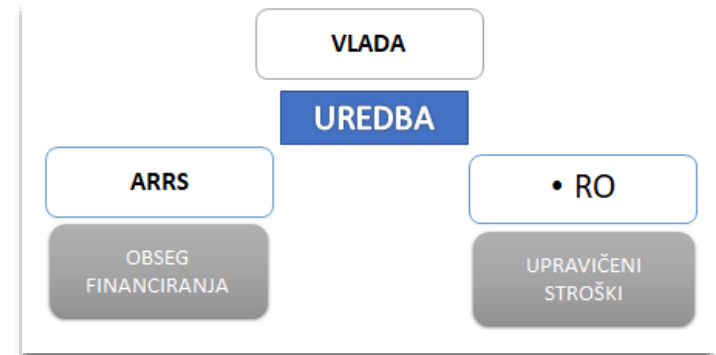 VLADA
UREDBA
ARRS
• RO
OBSEG
FINANCIRANJA
UPRAVIČENI
STROŠKI